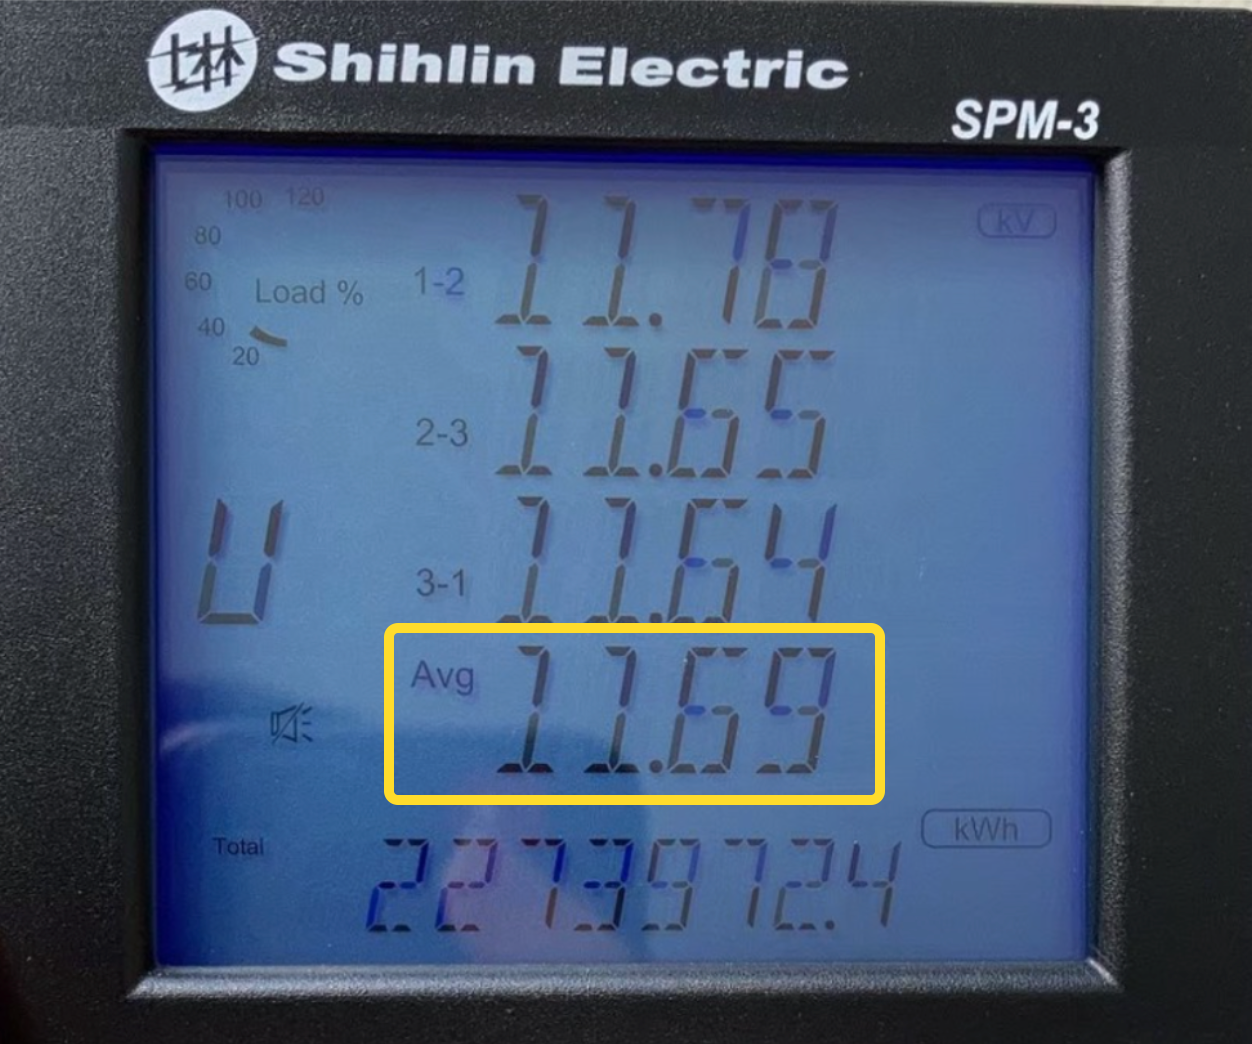 士林 Shihlin Electric
SPM-3
100 120
80
60
40
20
Load %
kV
1-2 11.78
2-3 11.65
3-1 11.64
U
Avg 11.69
kWh
Total 22739972.4